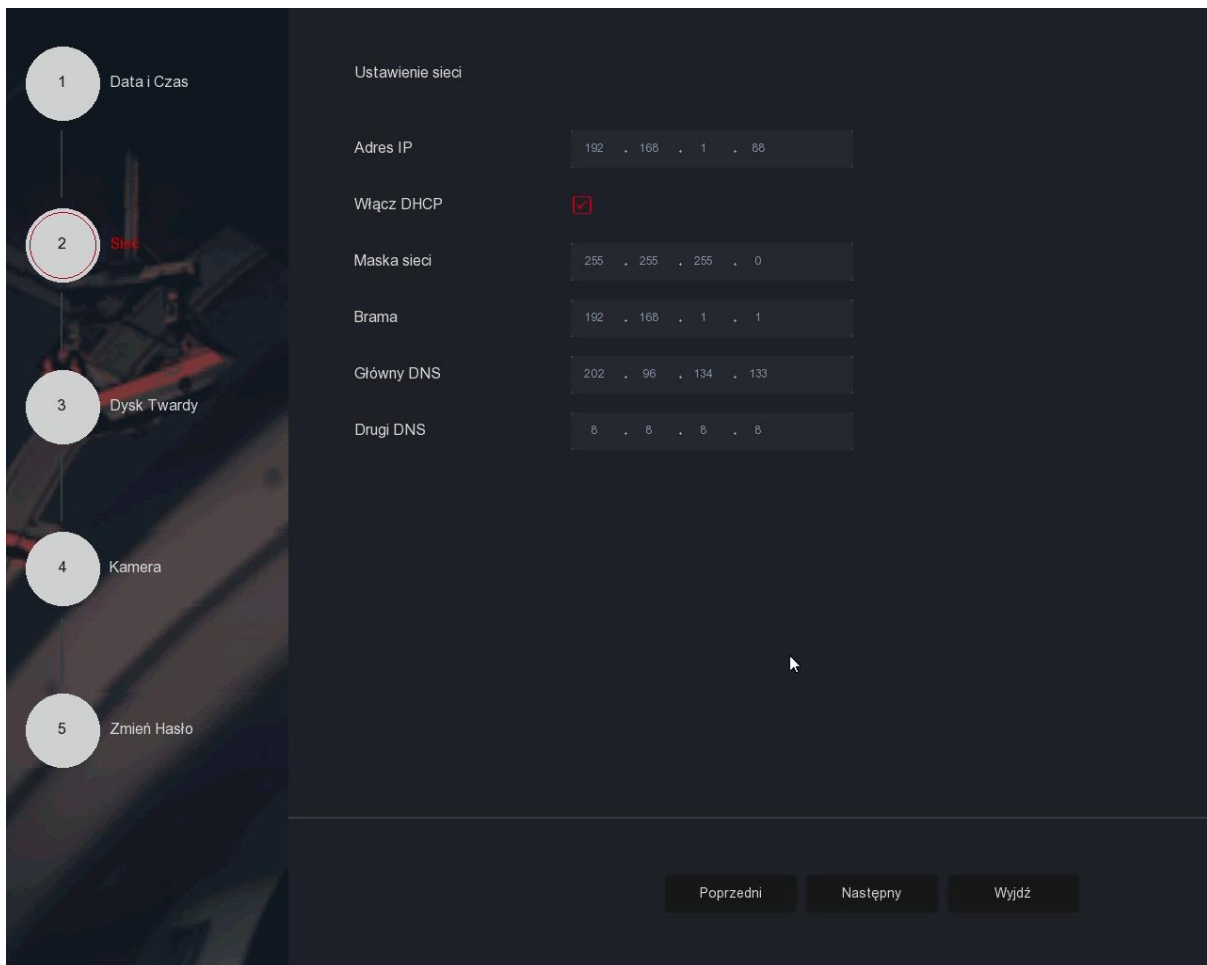 1 Data i Czas
2 Sieć
3 Dysk Twardy
4 Kamera
5 Zmień Hasło
Ustawienie sieci
Adres IP 192 . 168 . 1 . 88
Włącz DHCP
Maska sieci 255 . 255 . 255 . 0
Brama 192 . 168 . 1 . 1
Główny DNS 202 . 96 . 134 . 133
Drugi DNS 8 . 8 . 8 . 8
Poprzedni Następny Wyjdź